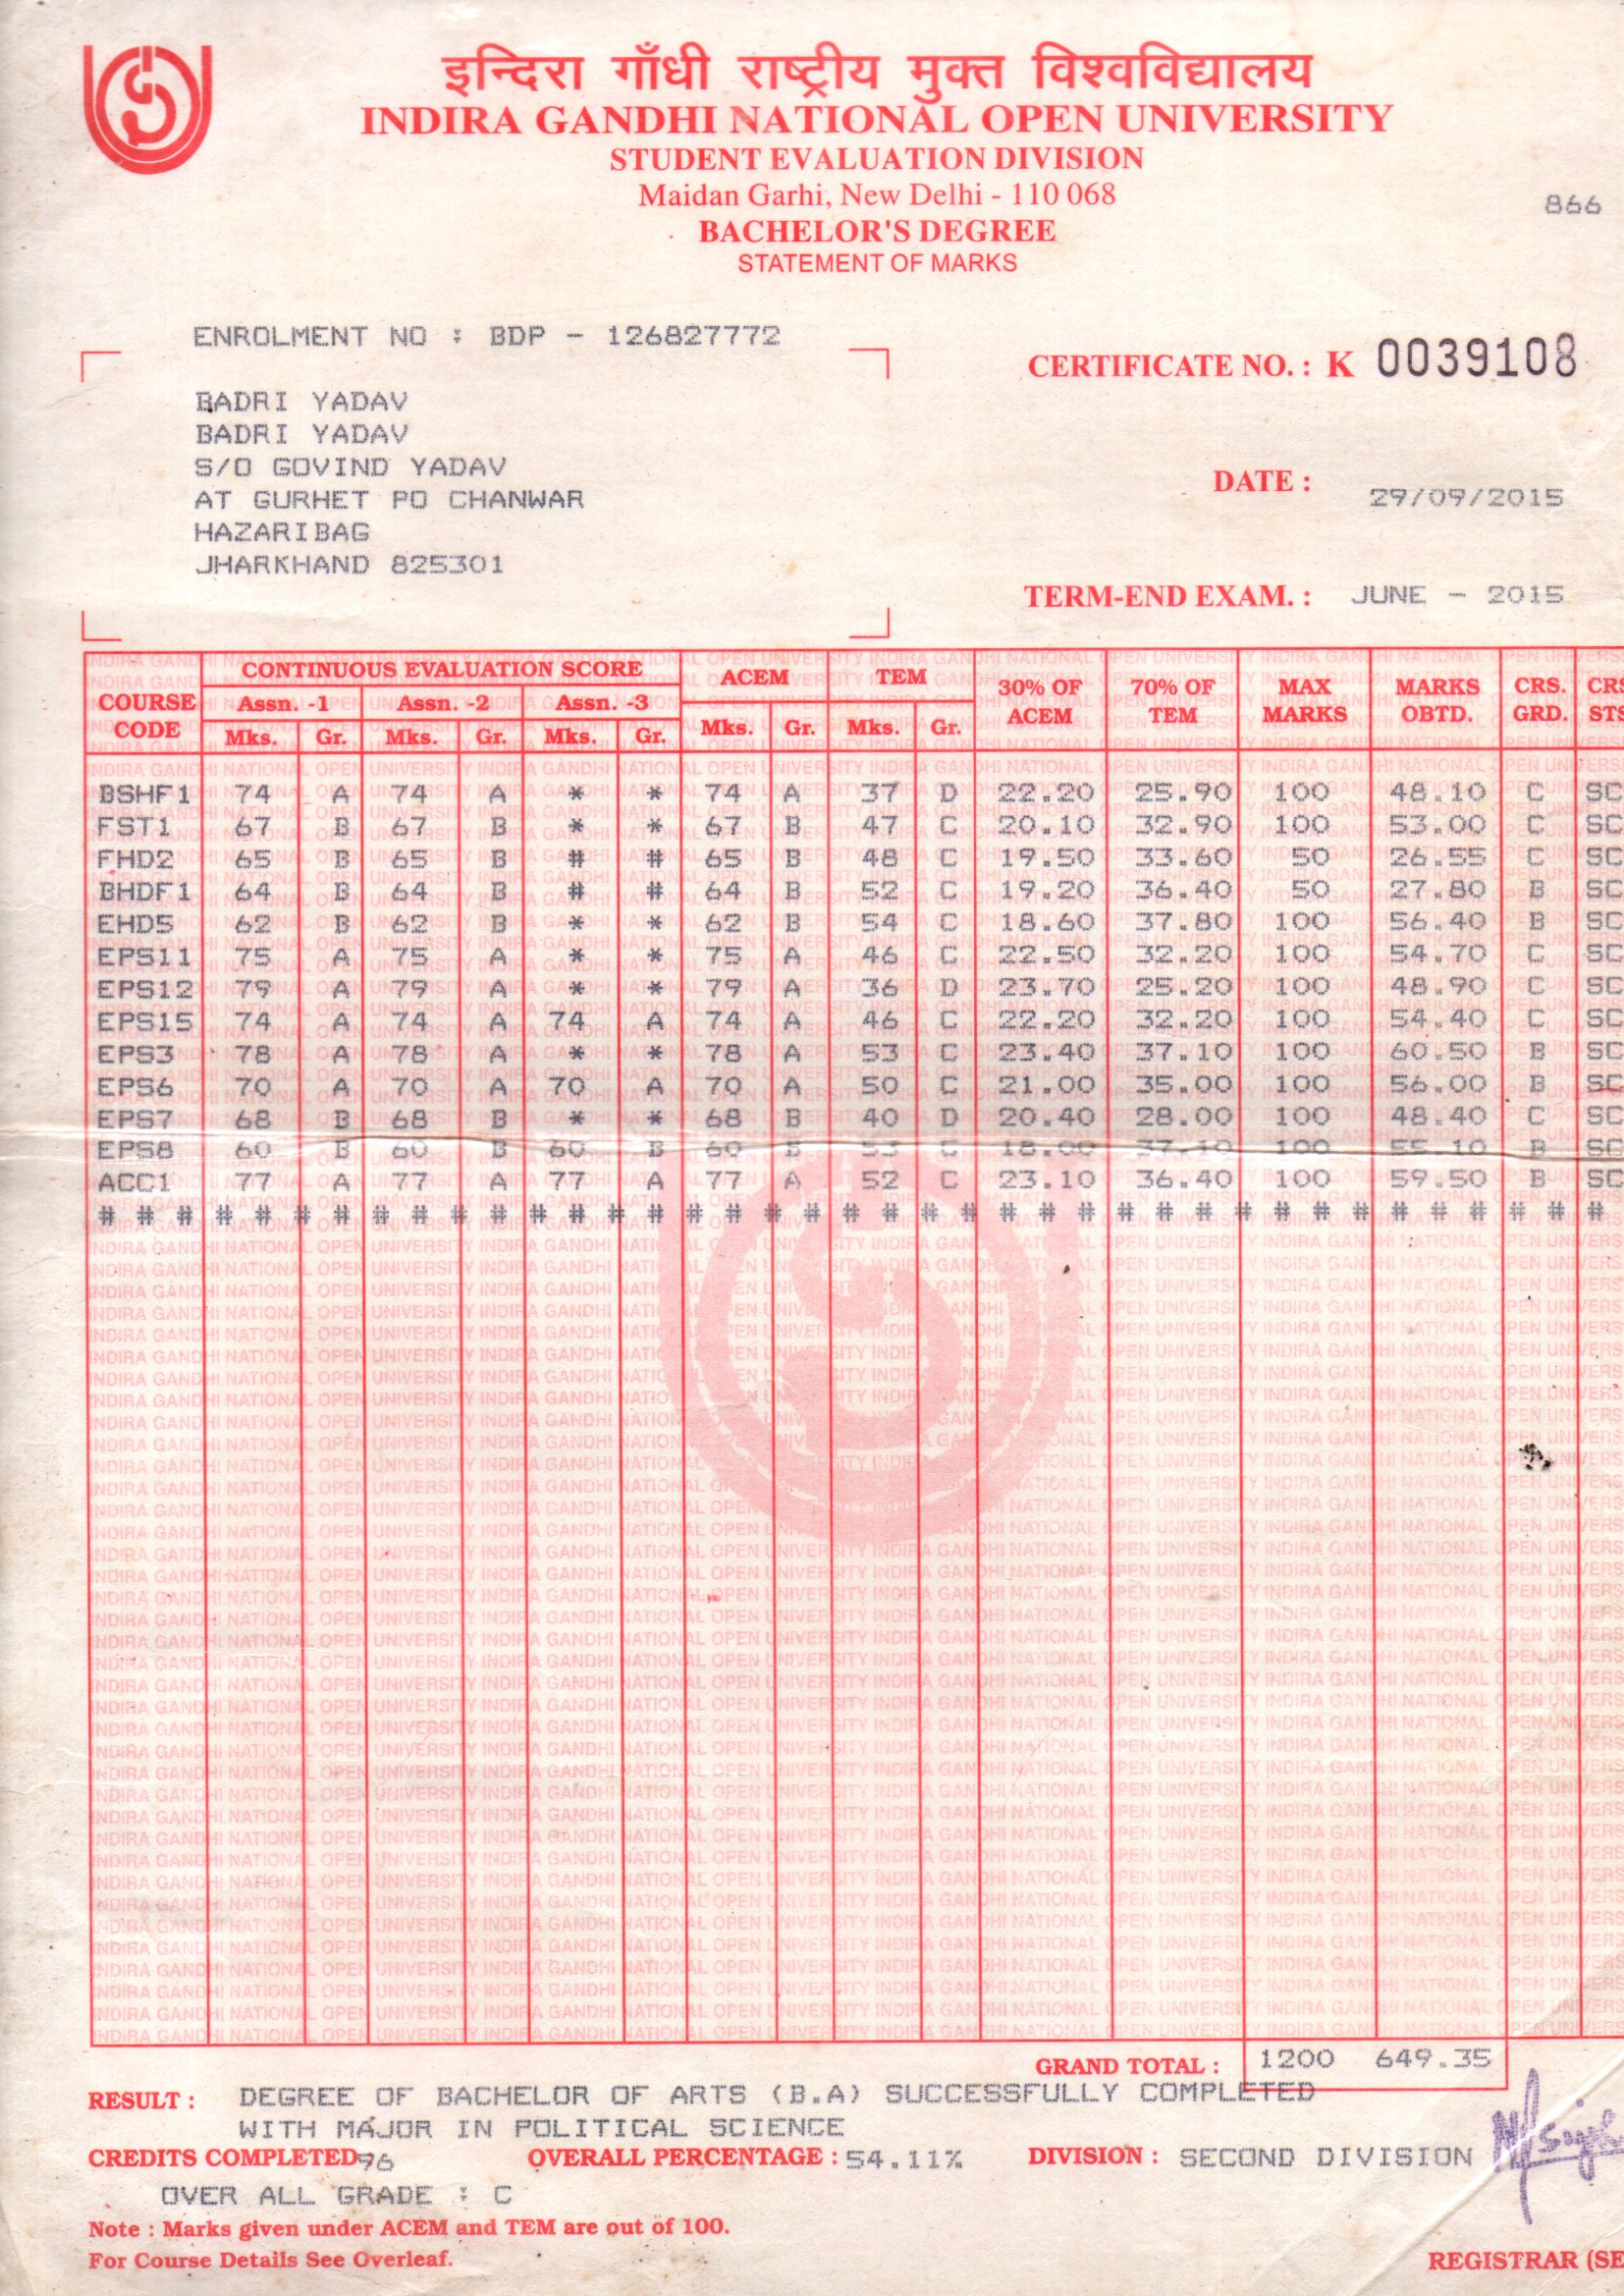 इन्दिरा गाँधी राष्ट्रीय मुक्त विश्वविद्यालय
INDIRA GANDHI NATIONAL OPEN UNIVERSITY
STUDENT EVALUATION DIVISION
Maidan Garhi, New Delhi - 110 068
866
BACHELOR'S DEGREE
STATEMENT OF MARKS
ENROLMENT NO : BDP - 126827772
CERTIFICATE NO. : K 0039108
BADRI YADAV
BADRI YADAV
S/O GOVIND YADAV
AT GURHET PO CHANWAR
HAZARIBAG
JHARKHAND 825301
DATE : 29/09/2015
TERM-END EXAM. : JUNE - 2015
COURSE CODE CONTINUOUS EVALUATION SCORE ACEM TEM 30% OF ACEM 70% OF TEM MAX MARKS MARKS OBTD. CRS. GRD. CRS STS
Assn. -1 Assn. -2 Assn. -3
Mks. Gr. Mks. Gr. Mks. Gr. Mks. Gr. Mks. Gr.
BSHF1 74 A 74 A * * 74 A 37 D 22.20 25.90 100 48.10 C SC
FST1 67 B 67 B * * 67 B 47 C 20.10 32.90 100 53.00 C SC
FHD2 65 B 65 B # # 65 B 48 C 19.50 33.60 50 26.55 C SC
BHDF1 64 B 64 B # # 64 B 52 C 19.20 36.40 50 27.80 B SC
EHD5 62 B 62 B * * 62 B 54 C 18.60 37.80 100 56.40 B SC
EPS11 75 A 75 A * * 75 A 46 C 22.50 32.20 100 54.70 C SC
EPS12 79 A 79 A * * 79 A 36 D 23.70 25.20 100 48.90 C SC
EPS15 74 A 74 A 74 A 74 A 46 C 22.20 32.20 100 54.40 C SC
EPS3 78 A 78 A * * 78 A 53 C 23.40 37.10 100 60.50 B SC
EPS6 70 A 70 A 70 A 70 A 50 C 21.00 35.00 100 56.00 B SC
EPS7 68 B 68 B * * 68 B 40 D 20.40 28.00 100 48.40 C SC
EPS8 60 B 60 B 60 B 60 B 53 C 18.00 37.10 100 55.10 B SC
ACC1 77 A 77 A 77 A 77 A 52 C 23.10 36.40 100 59.50 B SC
# # # # # # # # # # # # # # # # # # # # # # # # # # # # # # # # # # # # # # #
GRAND TOTAL : 1200 649.35
RESULT : DEGREE OF BACHELOR OF ARTS (B.A) SUCCESSFULLY COMPLETED
WITH MAJOR IN POLITICAL SCIENCE
CREDITS COMPLETED 96 OVERALL PERCENTAGE : 54.11% DIVISION : SECOND DIVISION
OVER ALL GRADE : C
Note : Marks given under ACEM and TEM are out of 100.
For Course Details See Overleaf.
REGISTRAR (SE